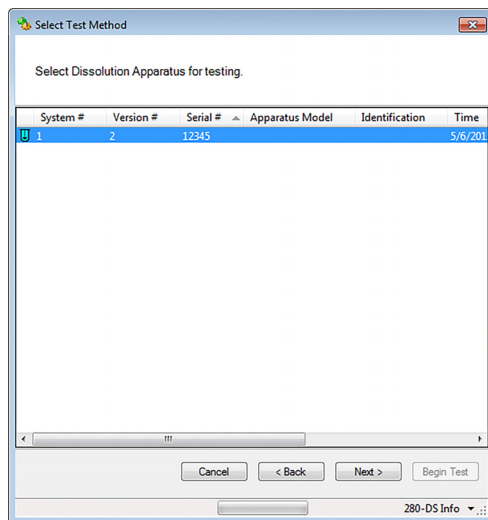 Select Test Method
Select Dissolution Apparatus for testing.
System # Version # Serial # Apparatus Model Identification Time
1 2 12345 5/6/201
Cancel < Back Next > Begin Test
280-DS Info